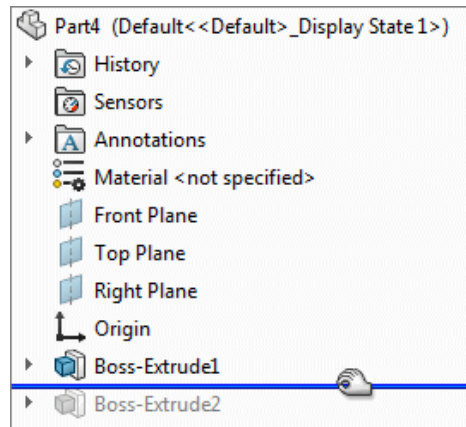 Part4 (Default<<Default>_Display State 1>)
History
Sensors
A Annotations
Material <not specified>
Front Plane
Top Plane
Right Plane
Origin
Boss-Extrude1
Boss-Extrude2